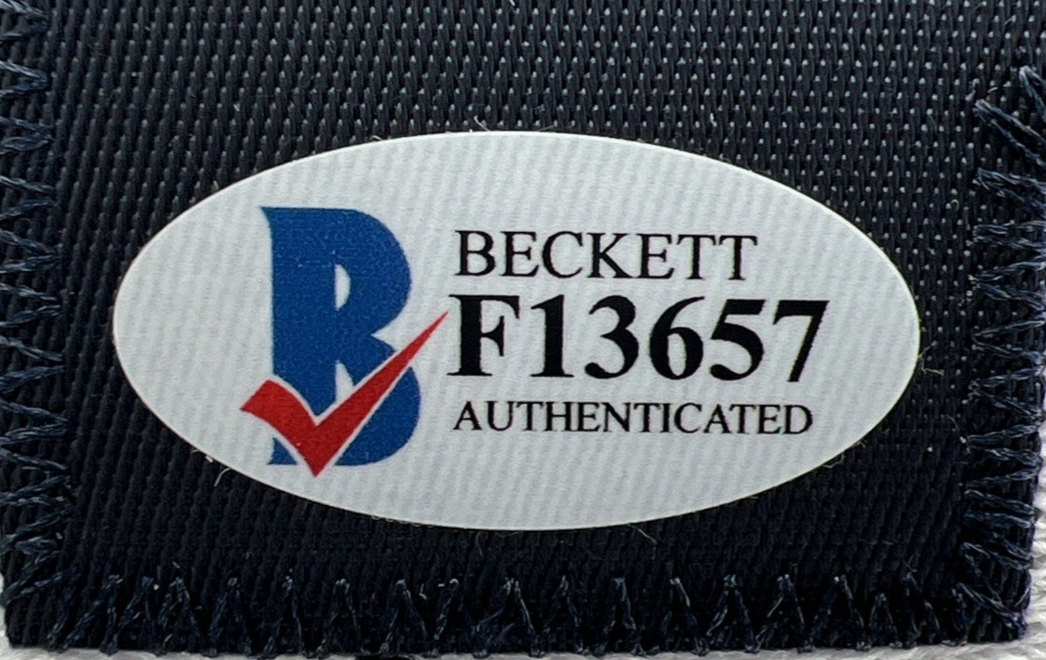 B
BECKETT
F13657
AUTHENTICATED